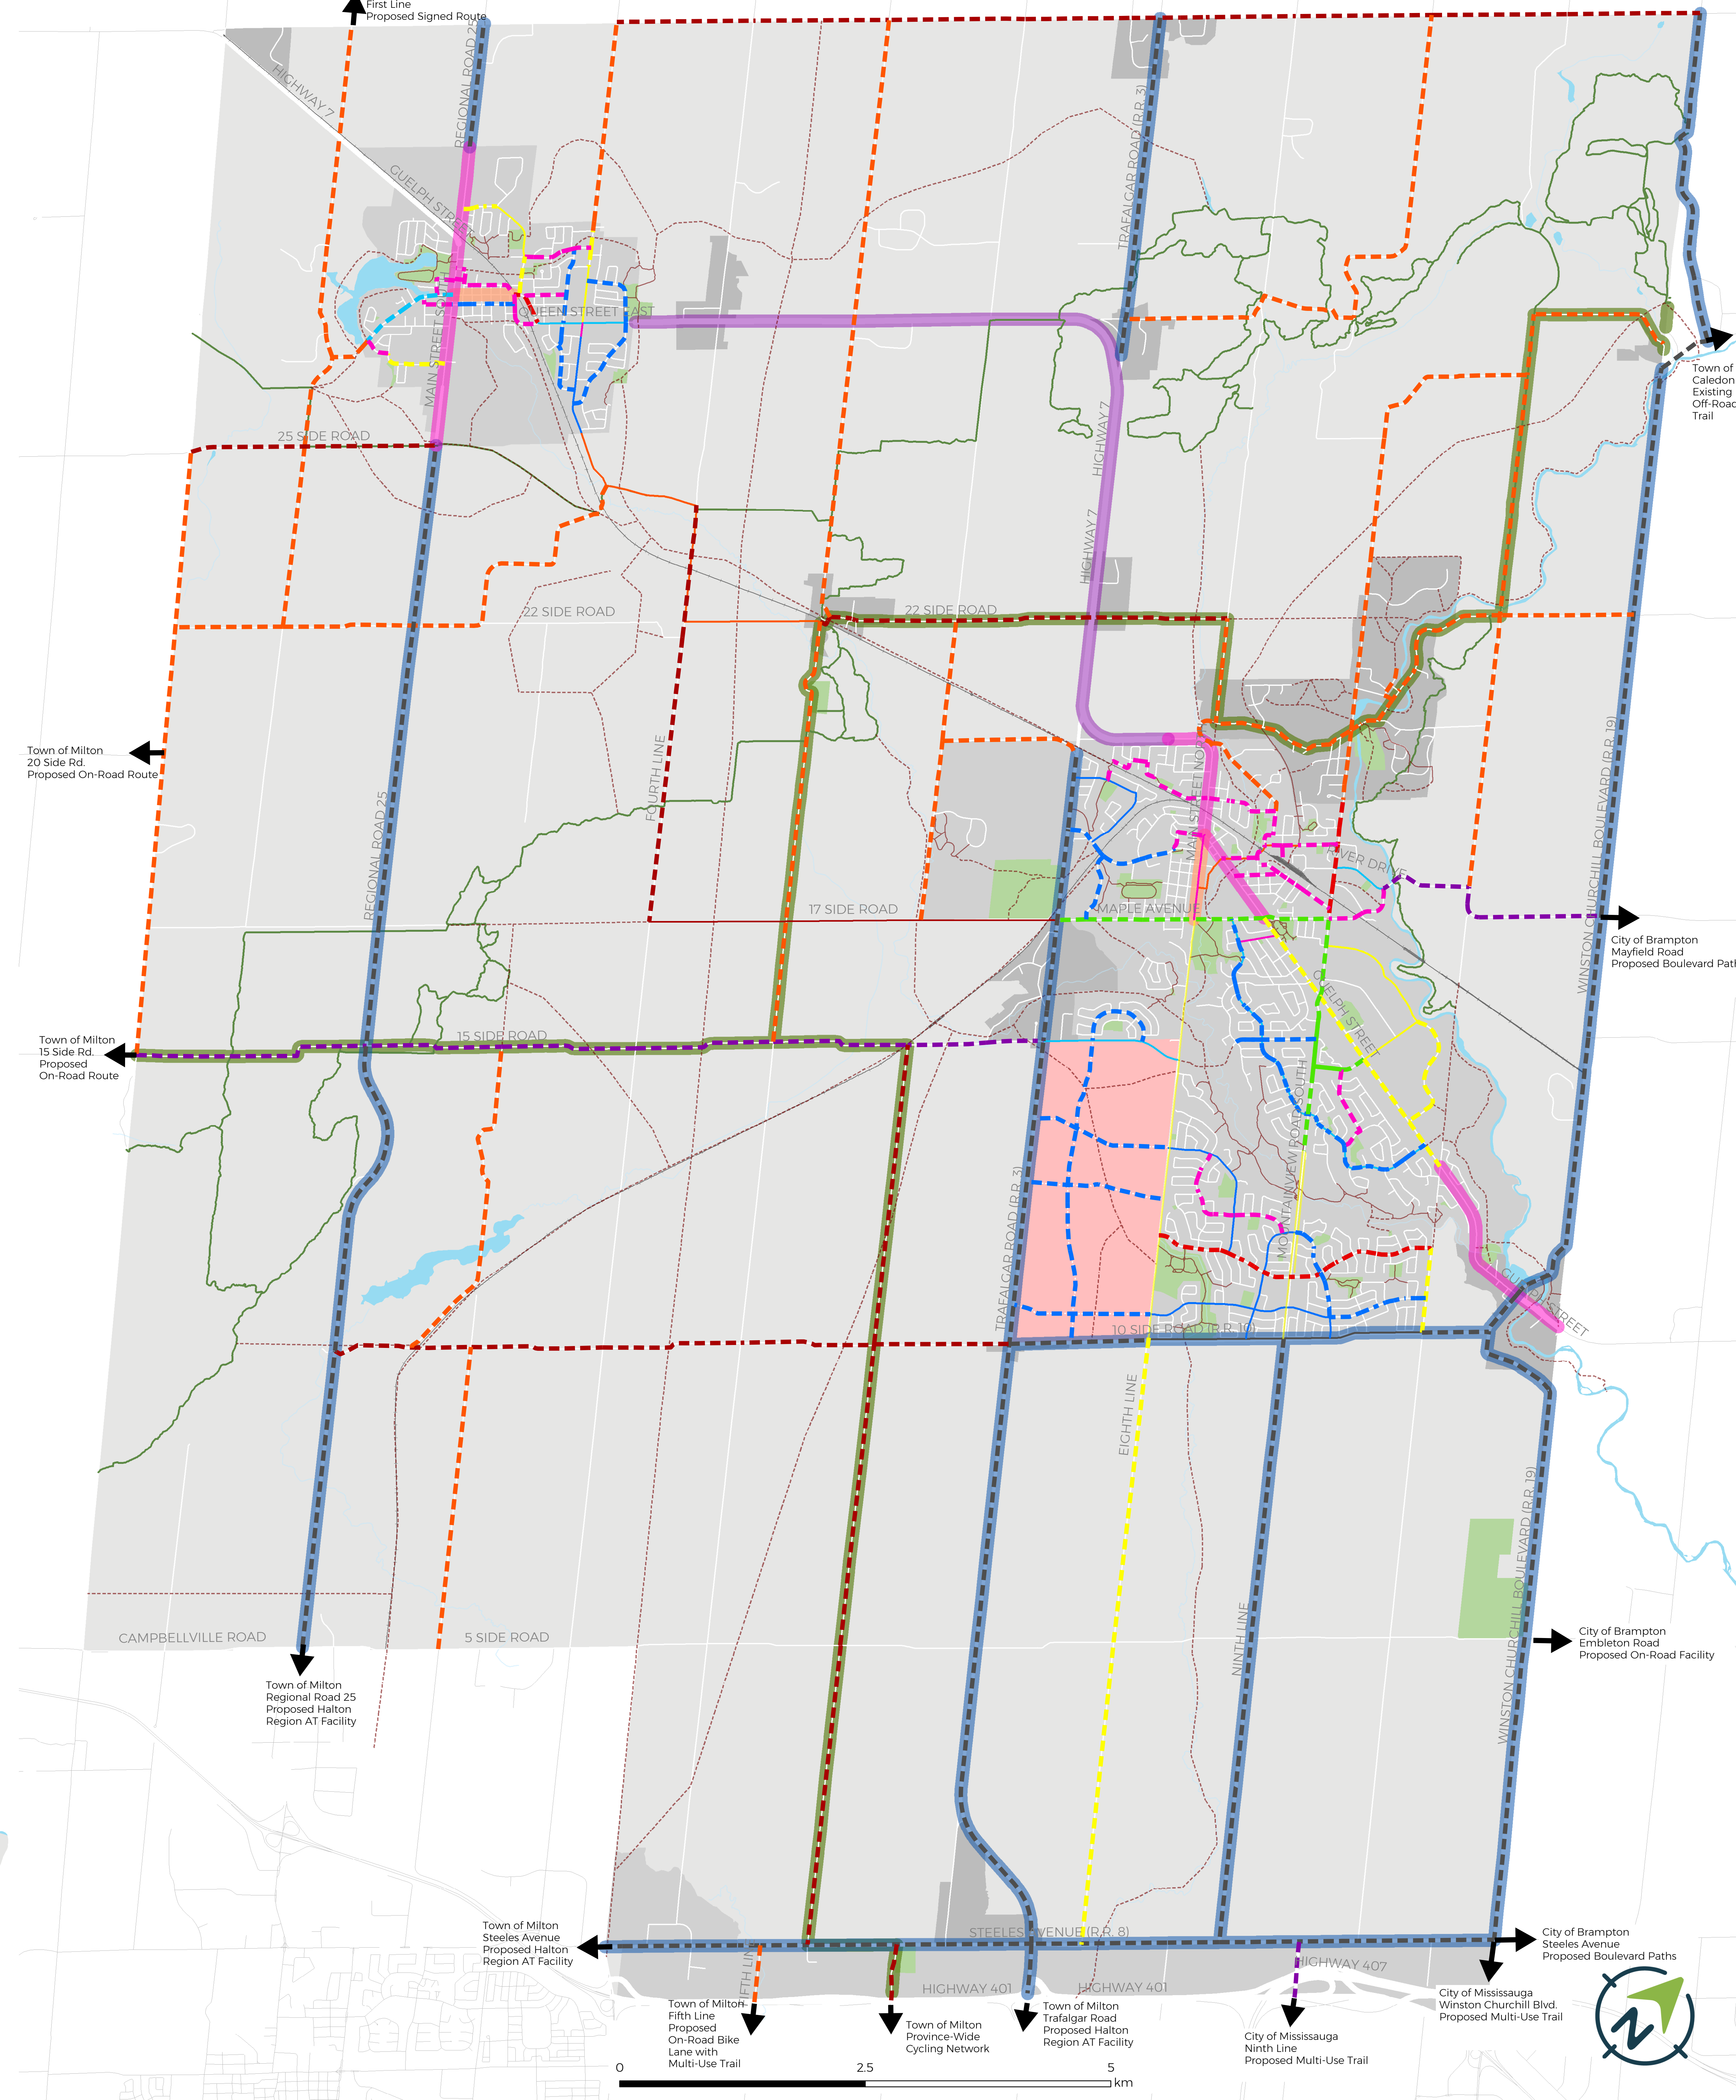 First Line
Proposed Signed Route
REGIONAL ROAD 25
HIGHWAY 7
GUELPH STREET
TRAFALGAR ROAD (R.R. 3)
QUEEN STREET EAST
MAIN STREET SOUTH
Town of
Caledon
Existing
Off-Road
Trail
25 SIDE ROAD
HIGHWAY 7
HIGHWAY 7
22 SIDE ROAD
22 SIDE ROAD
Town of Milton
20 Side Rd.
Proposed On-Road Route
FOURTH LINE
MAIN STREET NORTH
WINSTON CHURCHILL BOULEVARD (R.R. 19)
REGIONAL ROAD 25
RIVER DRIVE
17 SIDE ROAD
MAPLE AVENUE
City of Brampton
Mayfield Road
Proposed Boulevard Path
GUELPH STREET
15 SIDE ROAD
Town of Milton
15 Side Rd.
Proposed
On-Road Route
MOUNTAINVIEW ROAD SOUTH
TRAFALGAR ROAD (R.R. 3)
GUELPH STREET
10 SIDE ROAD (R.R. 10)
EIGHTH LINE
WINSTON CHURCHILL BOULEVARD (R.R. 19)
NINTH LINE
CAMPBELLVILLE ROAD
5 SIDE ROAD
City of Brampton
Embleton Road
Proposed On-Road Facility
Town of Milton
Regional Road 25
Proposed Halton
Region AT Facility
Town of Milton
Steeles Avenue
Proposed Halton
Region AT Facility
STEELES AVENUE (R.R. 8)
City of Brampton
Steeles Avenue
Proposed Boulevard Paths
FIFTH LINE
HIGHWAY 401
HIGHWAY 401
HIGHWAY 407
Town of Milton
Fifth Line
Proposed
On-Road Bike
Lane with
Multi-Use Trail
Town of Milton
Province-Wide
Cycling Network
Town of Milton
Trafalgar Road
Proposed Halton
Region AT Facility
City of Mississauga
Ninth Line
Proposed Multi-Use Trail
City of Mississauga
Winston Churchill Blvd.
Proposed Multi-Use Trail
N
0 2.5 5
km